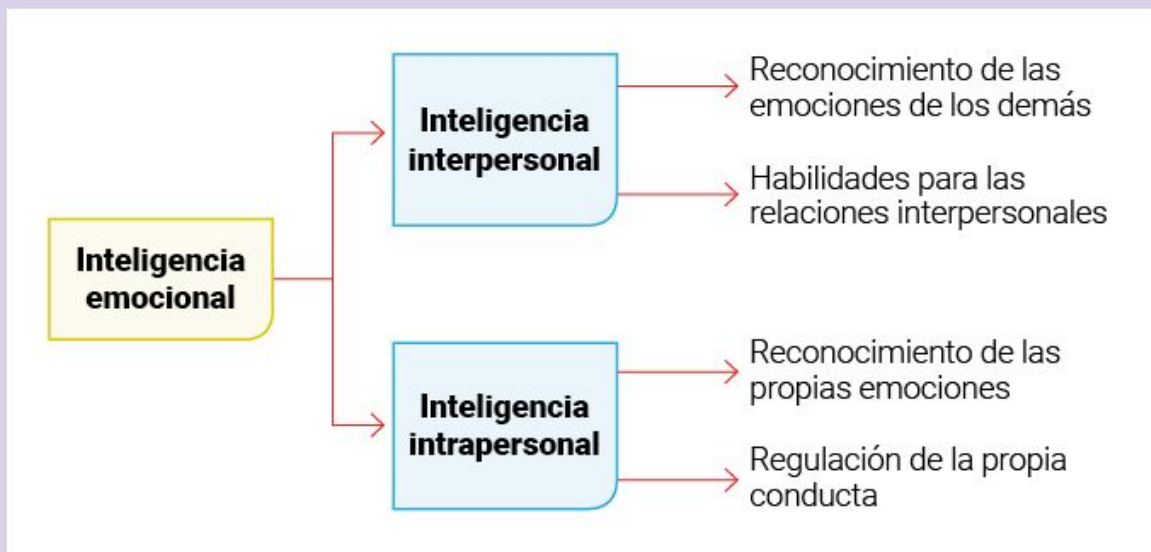 Inteligencia
emocional
Inteligencia
interpersonal
Reconocimiento de las
emociones de los demás
Habilidades para las
relaciones interpersonales
Inteligencia
intrapersonal
Reconocimiento de las
propias emociones
Regulación de la propia
conducta